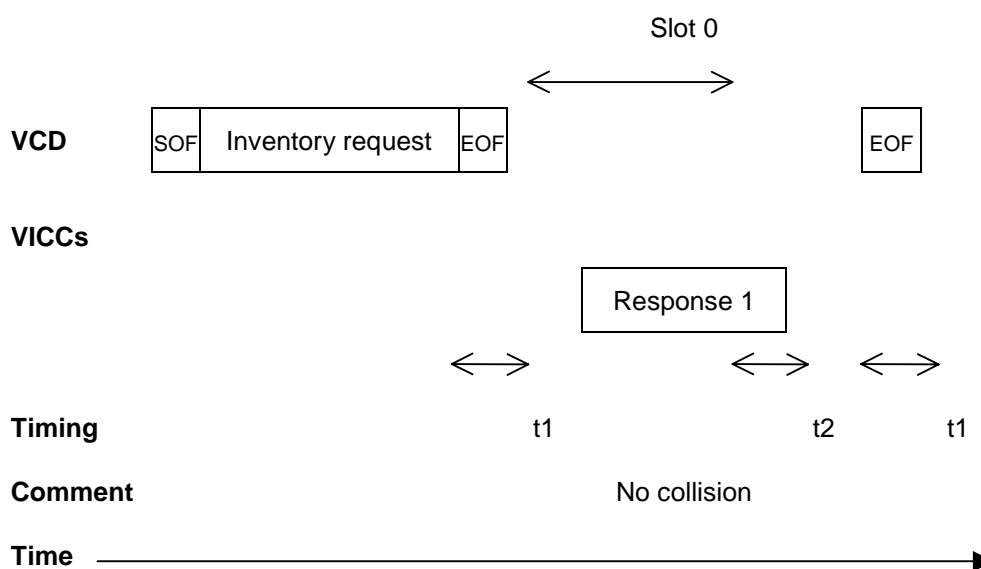 Slot 0
VCD SOF Inventory request EOF EOF
VICCs
Response 1
Timing t1 t2 t1
Comment No collision
Time